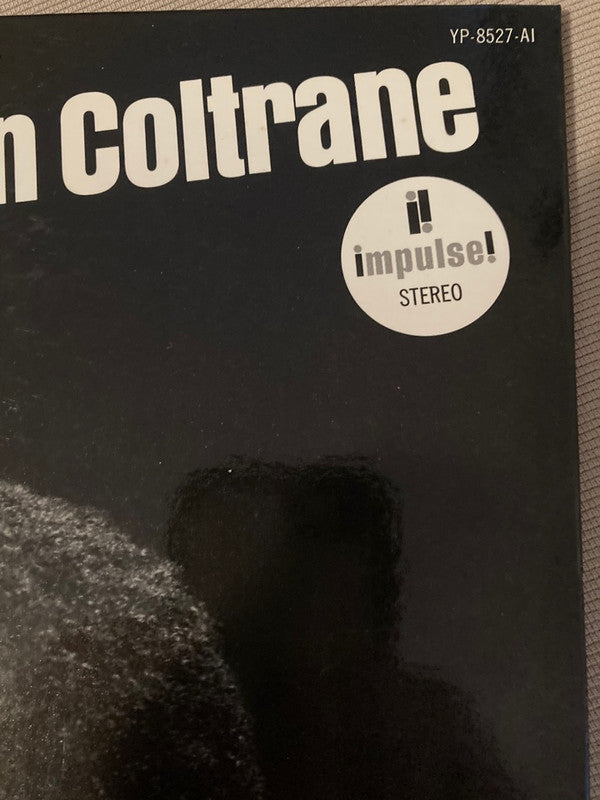 YP-8527-AI
n Coltrane
i!
impulse!
STEREO